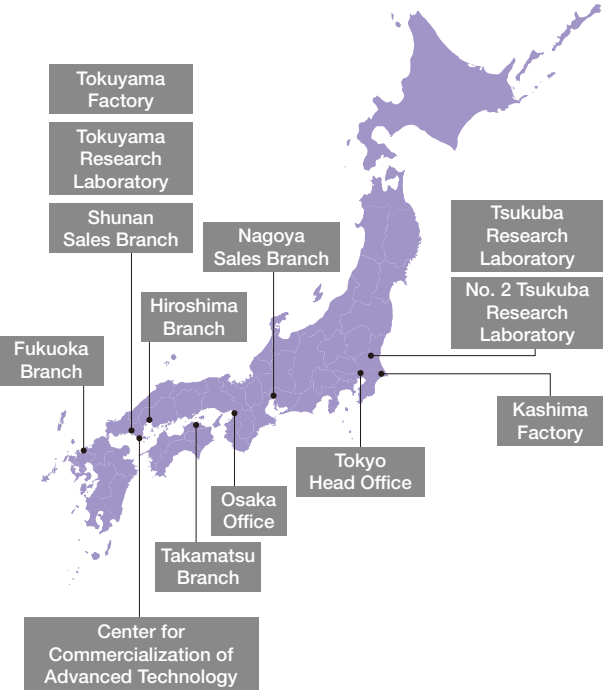 Tokuyama
Factory
Tokuyama
Research
Laboratory
Shunan
Sales Branch
Nagoya
Sales Branch
Tsukuba
Research
Laboratory
No. 2 Tsukuba
Research
Laboratory
Hiroshima
Branch
Fukuoka
Branch
Kashima
Factory
Tokyo
Head Office
Osaka
Office
Takamatsu
Branch
Center for
Commercialization of
Advanced Technology